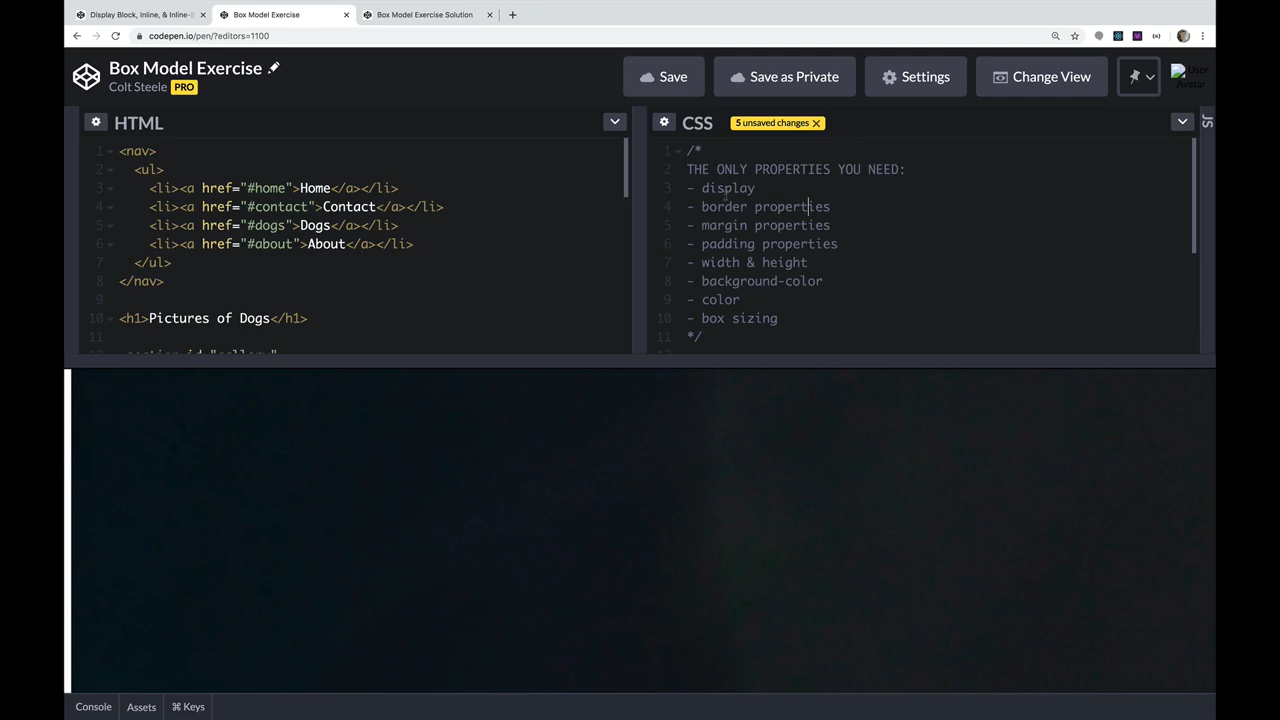 Display Block, Inline, & Inline-B
Box Model Exercise
Box Model Exercise Solution
codepen.io/pen/?editors=1100
Box Model Exercise
Colt Steele PRO
Save
Save as Private
Settings
Change View
User Avatar
HTML
1 <nav>
2 <ul>
3 <li><a href="#home">Home</a></li>
4 <li><a href="#contact">Contact</a></li>
5 <li><a href="#dogs">Dogs</a></li>
6 <li><a href="#about">About</a></li>
7 </ul>
8 </nav>
9
10 <h1>Pictures of Dogs</h1>
11
CSS
5 unsaved changes
JS
1 /*
2 THE ONLY PROPERTIES YOU NEED:
3 - display
4 - border properties
5 - margin properties
6 - padding properties
7 - width & height
8 - background-color
9 - color
10 - box sizing
11 */
Console
Assets
⌘ Keys